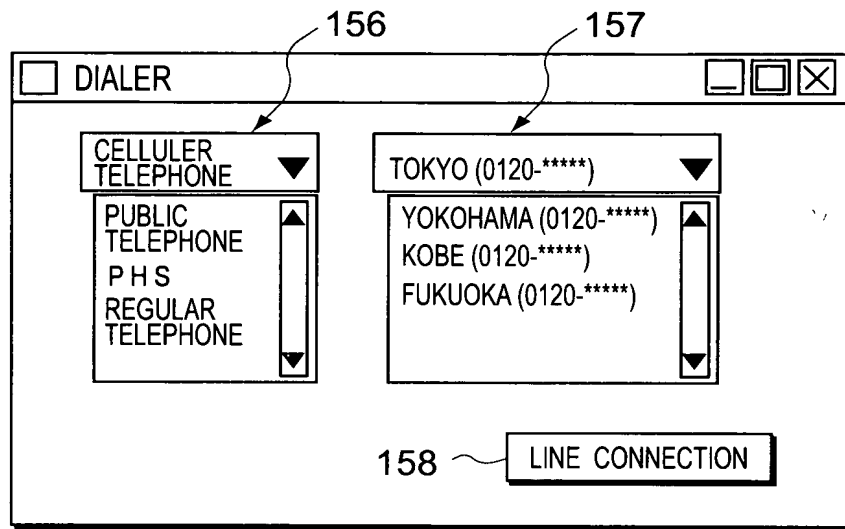 156
157
DIALER
CELLULER
TELEPHONE
TOKYO (0120-*****)
PUBLIC
TELEPHONE
P H S
REGULAR
TELEPHONE
YOKOHAMA (0120-*****)
KOBE (0120-*****)
FUKUOKA (0120-*****)
158
LINE CONNECTION